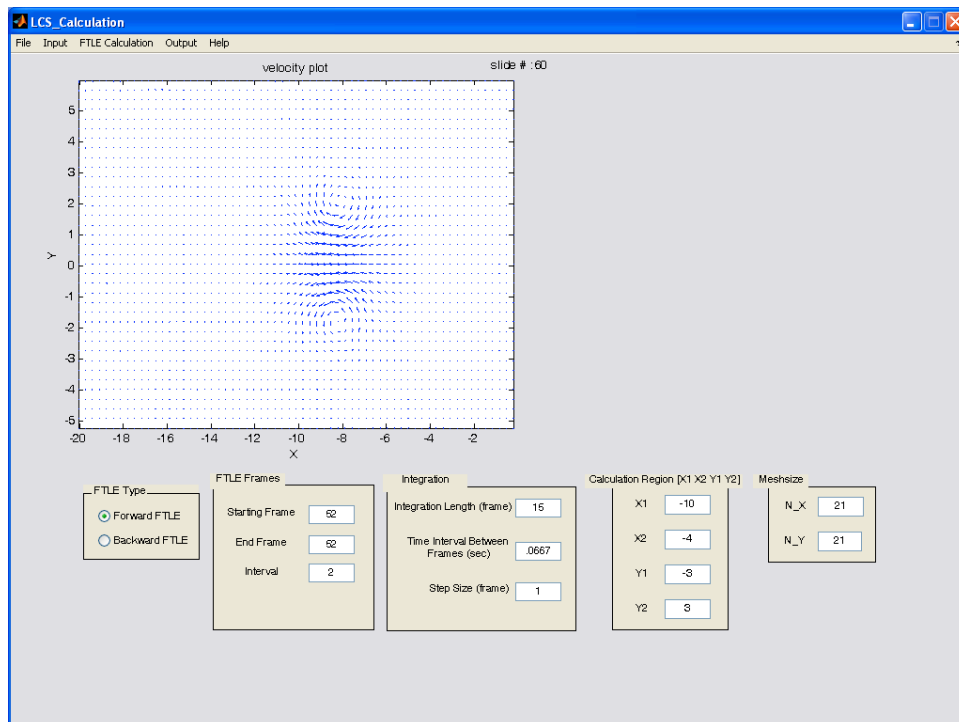 LCS_Calculation
File Input FTLE Calculation Output Help
velocity plot
slide # :60
5
4
3
2
1
0
-1
-2
-3
-4
-5
Y
-20 -18 -16 -14 -12 -10 -8 -6 -4 -2
X
FTLE Type
Forward FTLE
Backward FTLE
FTLE Frames
Starting Frame 52
End Frame 52
Interval 2
Integration
Integration Length (frame) 15
Time Interval Between
Frames (sec) .0667
Step Size (frame) 1
Calculation Region [X1 X2 Y1 Y2]
X1 -10
X2 -4
Y1 -3
Y2 3
Meshsize
N_X 21
N_Y 21